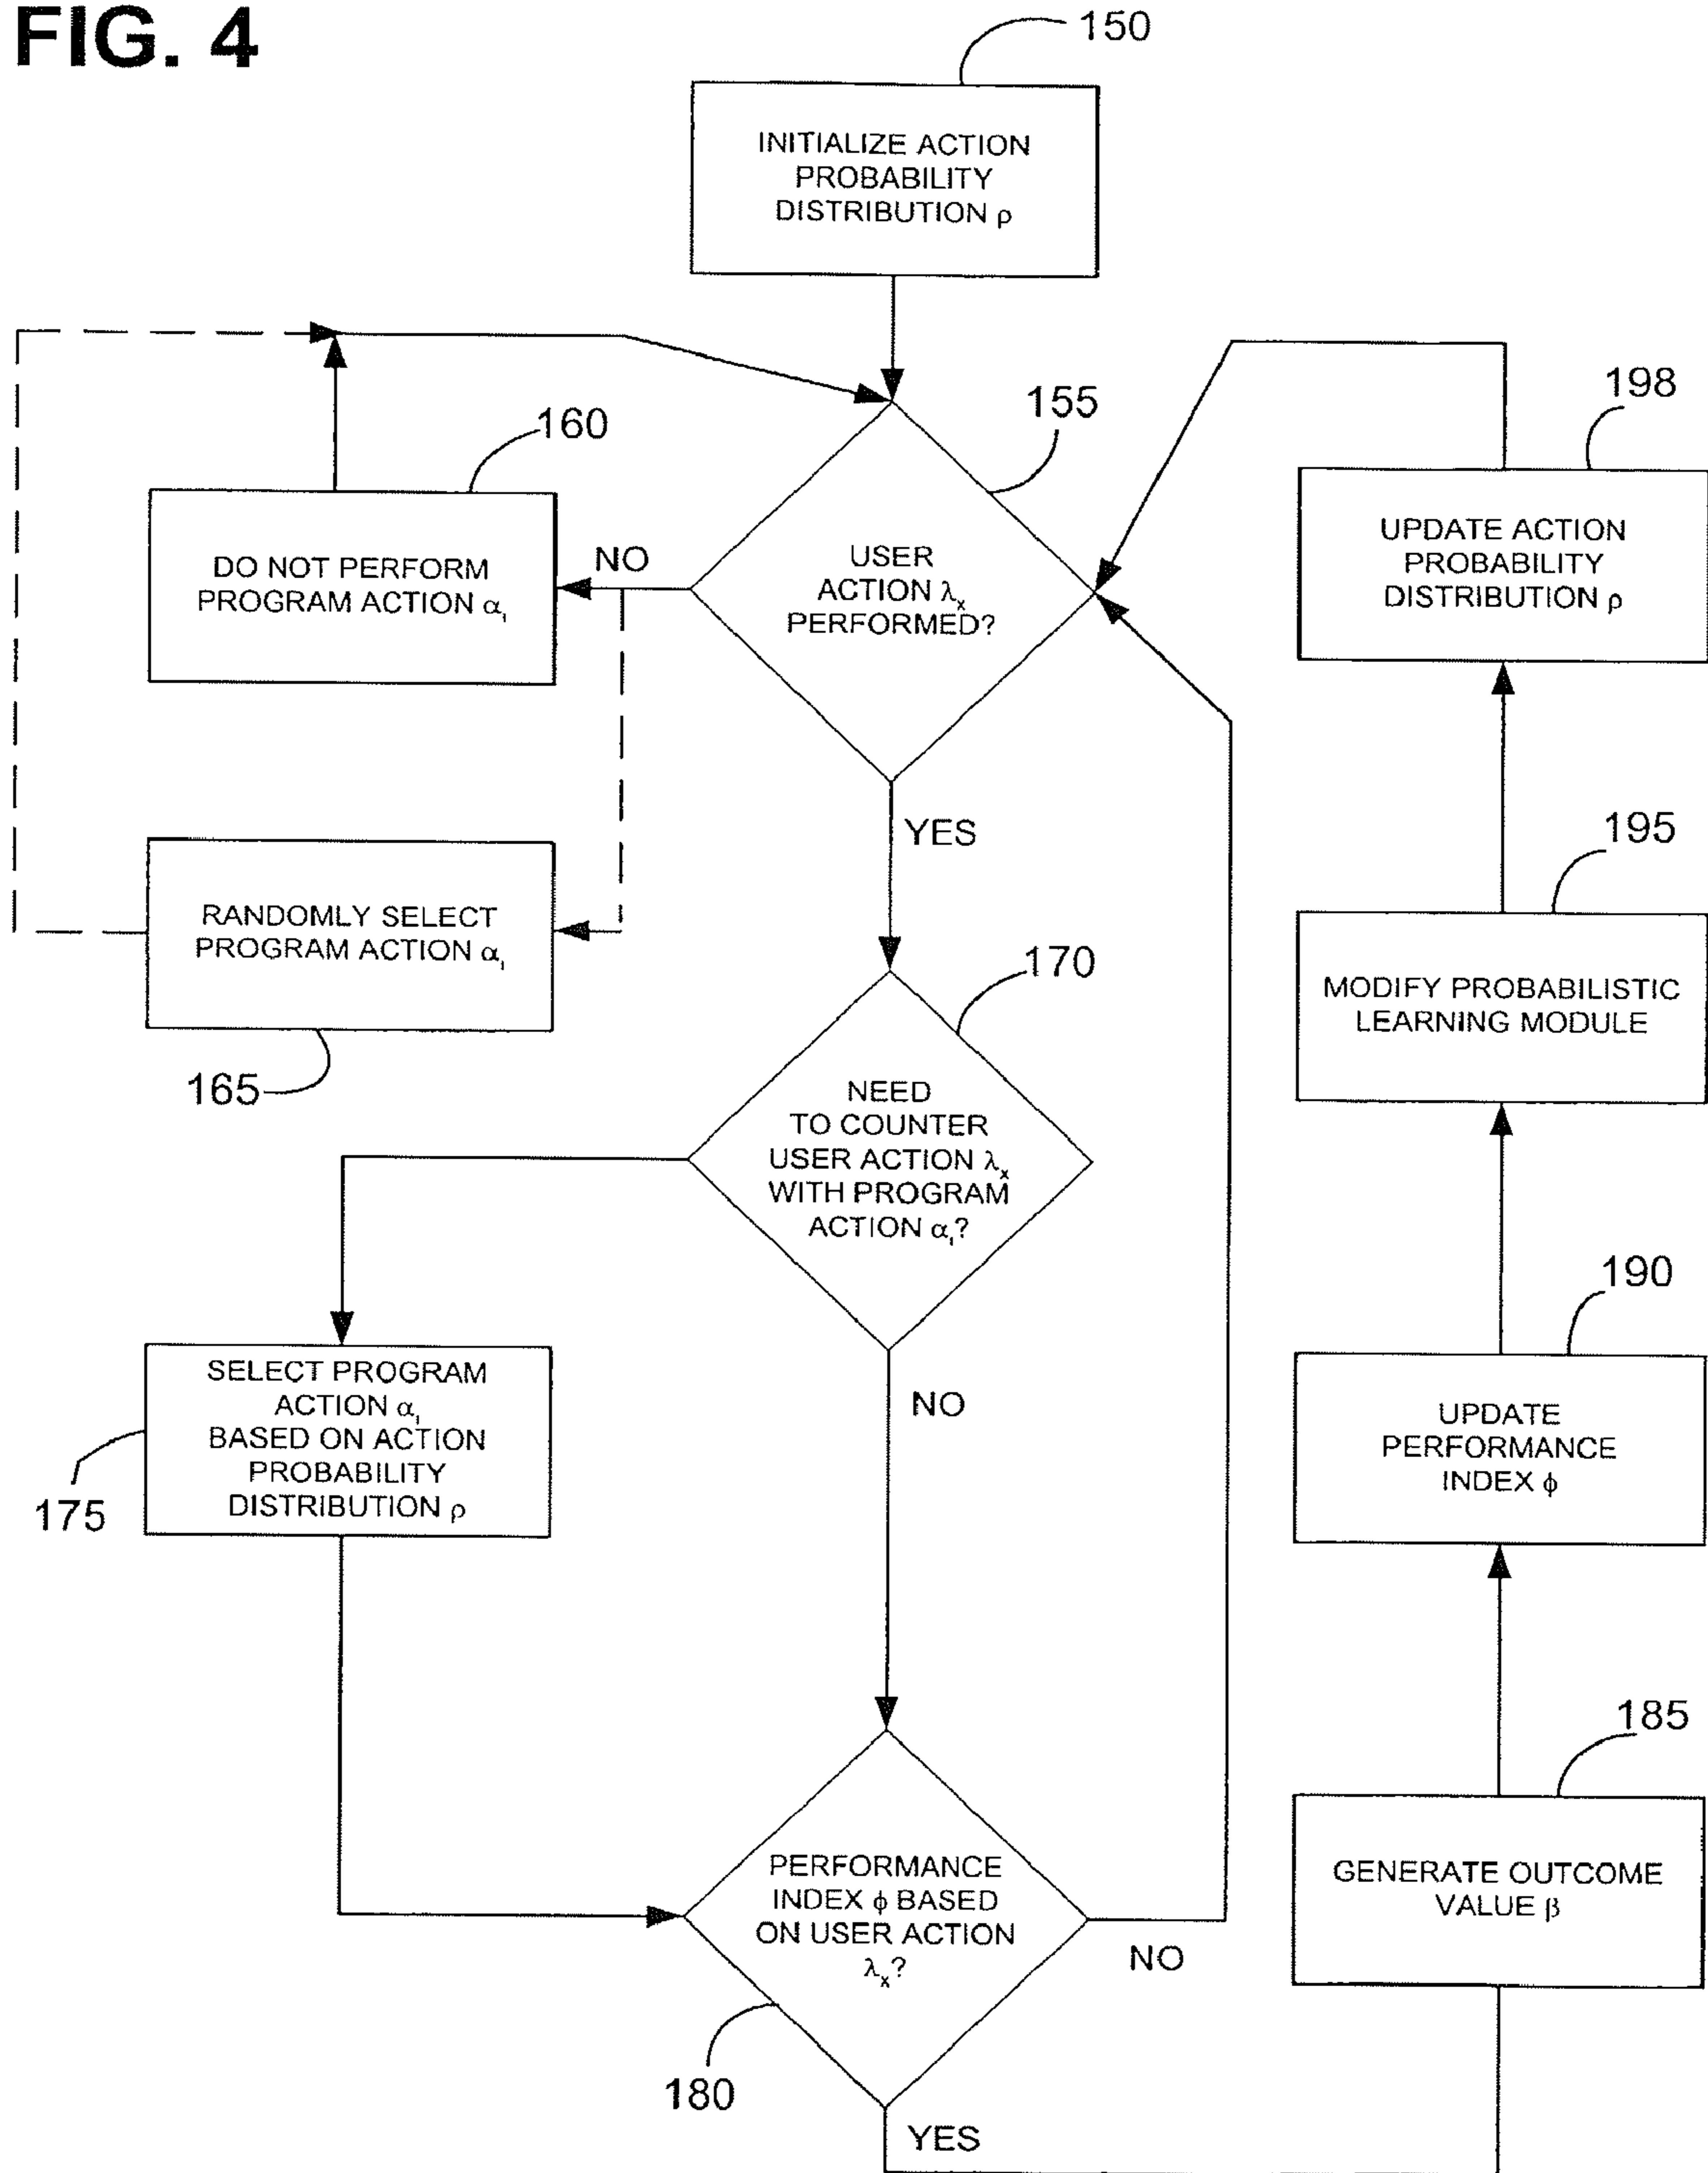 FIG. 4
150
INITIALIZE ACTION
PROBABILITY
DISTRIBUTION ρ
155
USER
ACTION λx
PERFORMED?
NO
160
DO NOT PERFORM
PROGRAM ACTION αi
RANDOMLY SELECT
PROGRAM ACTION αi
165
YES
170
NEED
TO COUNTER
USER ACTION λx
WITH PROGRAM
ACTION αi?
SELECT PROGRAM
ACTION αi
BASED ON ACTION
PROBABILITY
DISTRIBUTION ρ
175
NO
PERFORMANCE
INDEX ϕ BASED
ON USER ACTION
λx?
180
NO
YES
185
GENERATE OUTCOME
VALUE β
190
UPDATE
PERFORMANCE
INDEX ϕ
195
MODIFY PROBABILISTIC
LEARNING MODULE
198
UPDATE ACTION
PROBABILITY
DISTRIBUTION ρ